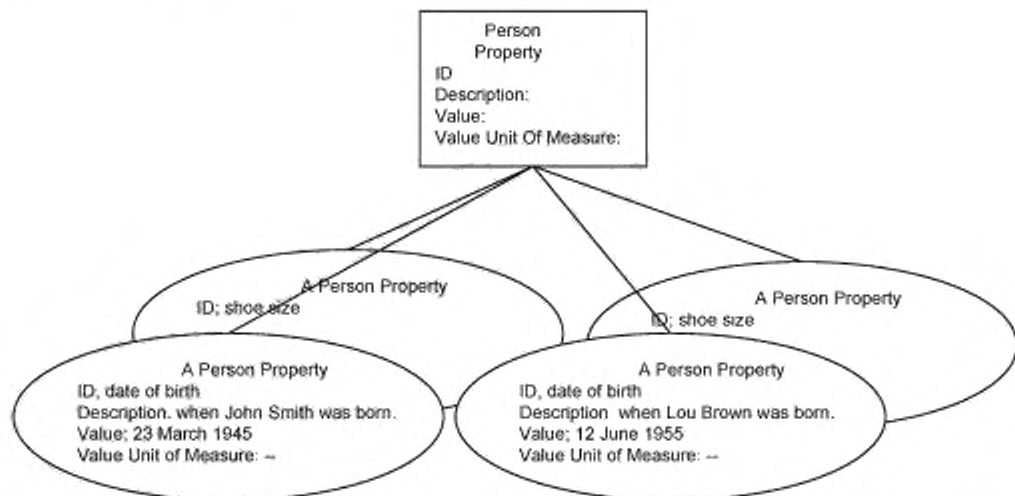 Person
Property
ID
Description:
Value:
Value Unit Of Measure:
A Person Property
ID; shoe size
A Person Property
ID; shoe size
A Person Property
ID, date of birth
Description. when John Smith was born.
Value; 23 March 1945
Value Unit of Measure: --
A Person Property
ID, date of birth
Description when Lou Brown was born.
Value; 12 June 1955
Value Unit of Measure: --